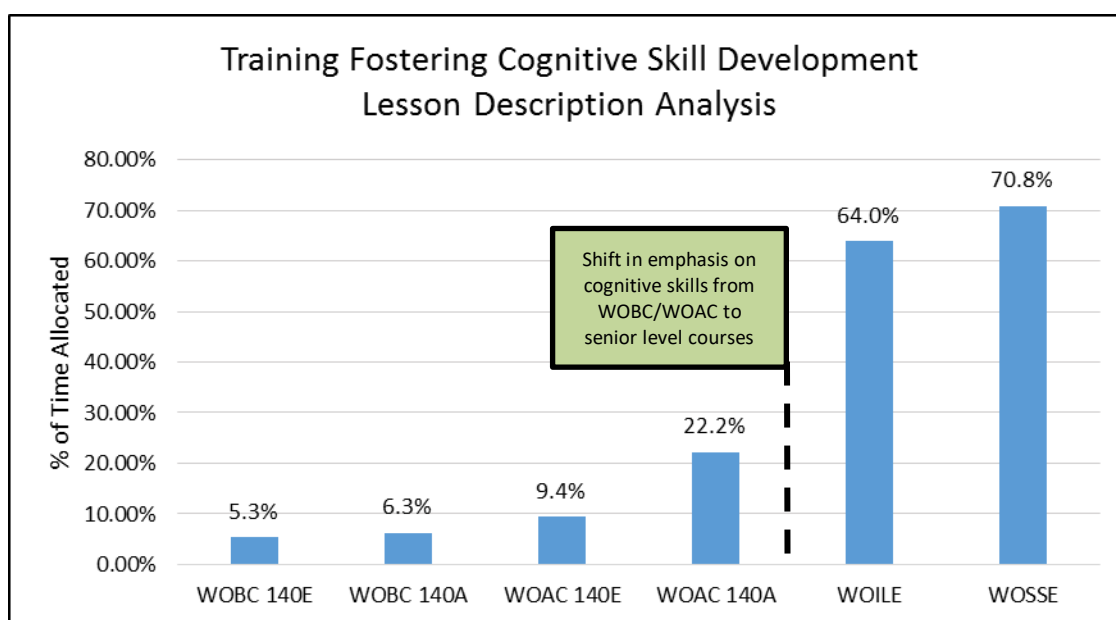 Training Fostering Cognitive Skill Development
Lesson Description Analysis
% of Time Allocated
80.00%
70.00%
60.00%
50.00%
40.00%
30.00%
20.00%
10.00%
0.00%
5.3%
6.3%
9.4%
22.2%
64.0%
70.8%
Shift in emphasis on
cognitive skills from
WOBC/WOAC to
senior level courses
WOBC 140E
WOBC 140A
WOAC 140E
WOAC 140A
WOILE
WOSSE